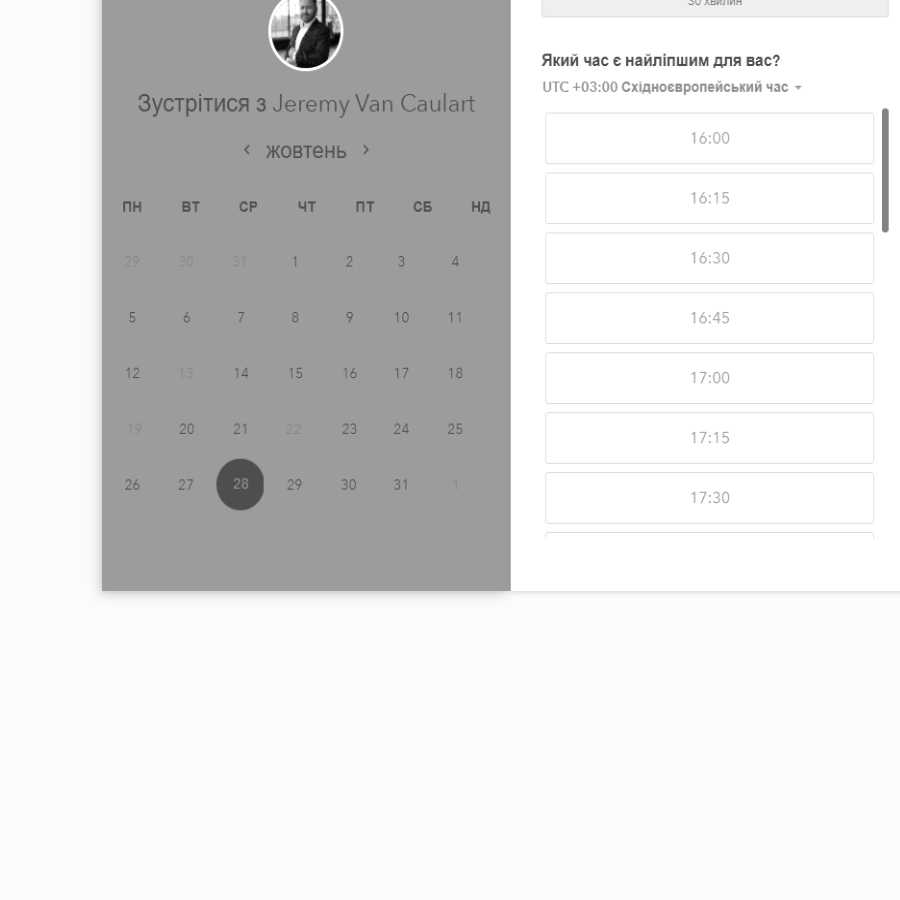 Зустрітися з Jeremy Van Caulart
жовтень
ПН ВТ СР ЧТ ПТ СБ НД
29 30 31 1 2 3 4
5 6 7 8 9 10 11
12 13 14 15 16 17 18
19 20 21 22 23 24 25
26 27 28 29 30 31 1
30 хвилин
Який час є найліпшим для вас?
UTC +03:00 Східноєвропейський час
16:00
16:15
16:30
16:45
17:00
17:15
17:30